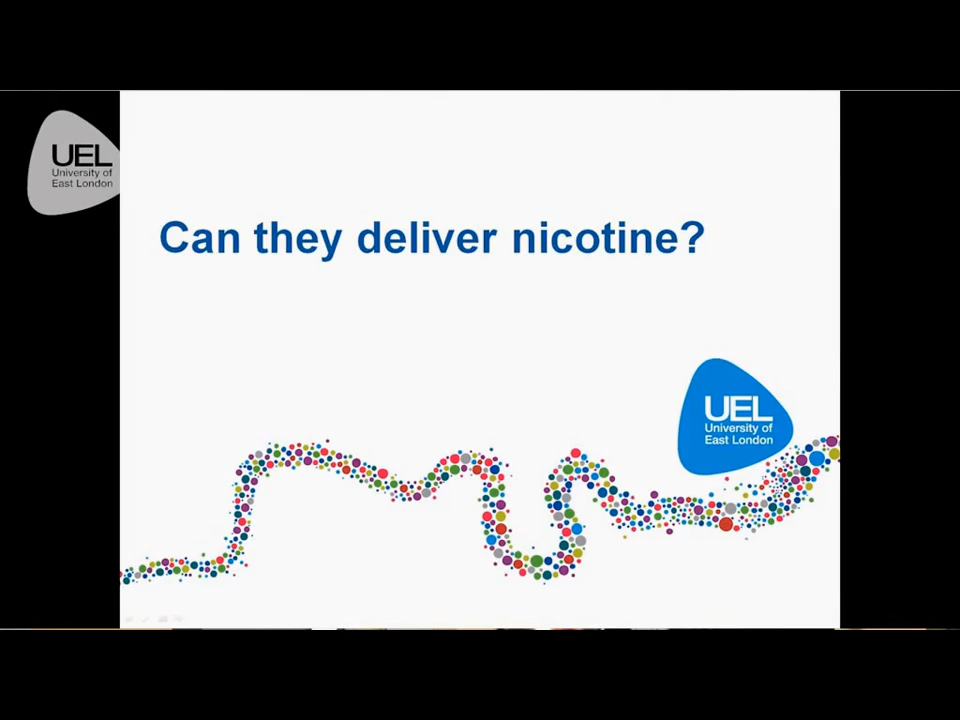 UEL
University of
East London
Can they deliver nicotine?
UEL
University of
East London